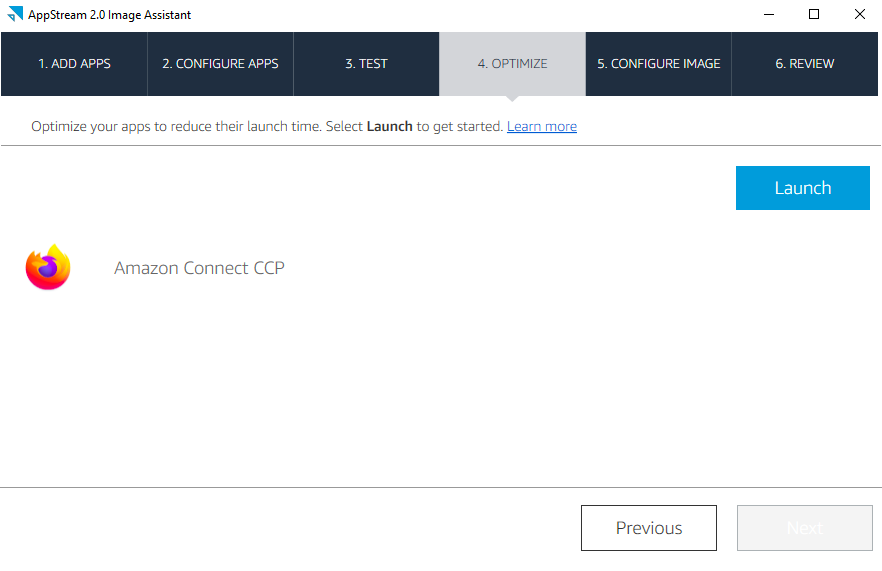 AppStream 2.0 Image Assistant
1. ADD APPS
2. CONFIGURE APPS
3. TEST
4. OPTIMIZE
5. CONFIGURE IMAGE
6. REVIEW
Optimize your apps to reduce their launch time. Select Launch to get started. Learn more
Launch
Amazon Connect CCP
Previous
Next